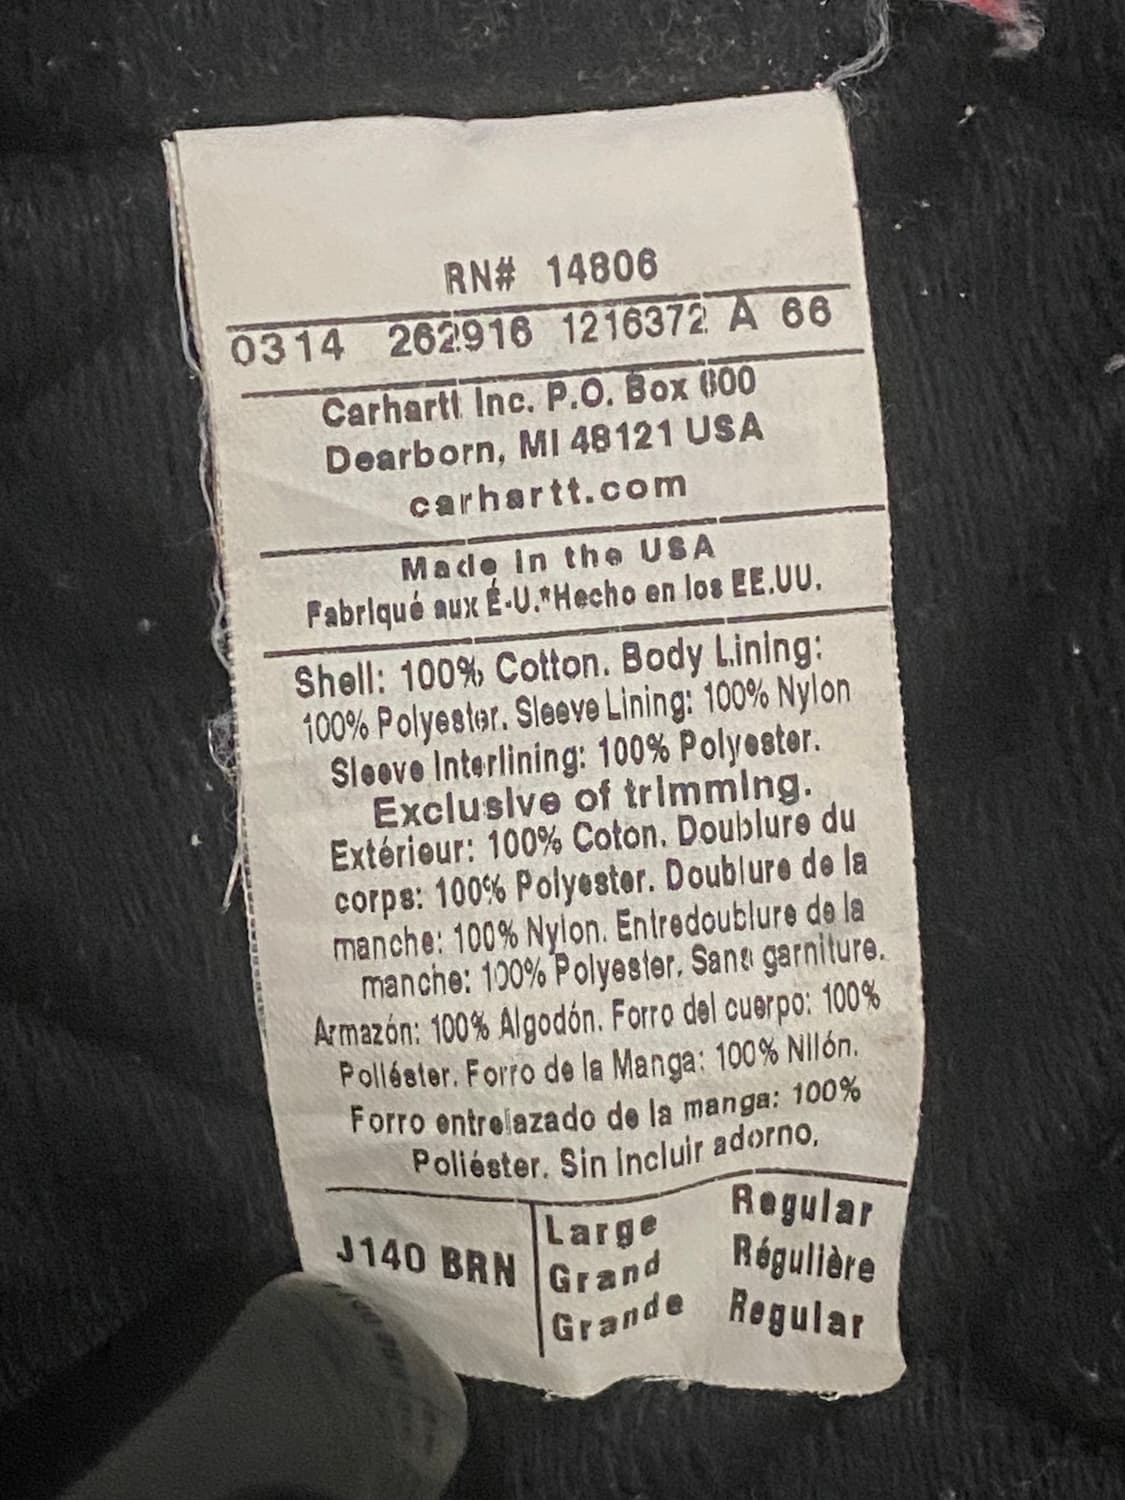 RN# 14806
0314 262916 1216372 A 66
Carhartt Inc. P.O. Box 600
Dearborn, MI 48121 USA
carhartt.com
Made in the USA
Fabriqué aux É-U.*Hecho en los EE.UU.
Shell: 100% Cotton. Body Lining:
100% Polyester. Sleeve Lining: 100% Nylon
Sleeve Interlining: 100% Polyester.
Exclusive of trimming.
Extérieur: 100% Coton. Doublure du
corps: 100% Polyester. Doublure de la
manche: 100% Nylon. Entredoublure de la
manche: 100% Polyester. Sans garniture.
Armazón: 100% Algodón. Forro del cuerpo: 100%
Poliéster. Forro de la Manga: 100% Nilón.
Forro entrelazado de la manga: 100%
Poliéster. Sin incluir adorno.
J140 BRN
Large Regular
Grand Régulière
Grande Regular